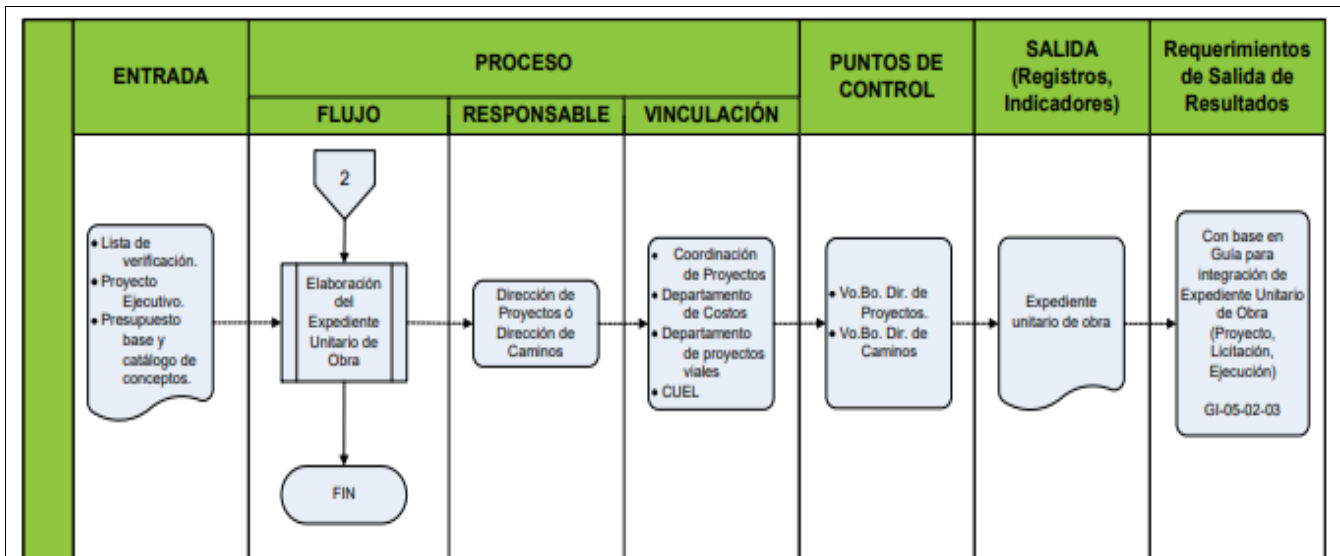 ENTRADA
PROCESO
FLUJO
RESPONSABLE
VINCULACIÓN
PUNTOS DE
CONTROL
SALIDA
(Registros,
Indicadores)
Requerimientos
de Salida de
Resultados
• Lista de
verificación.
• Proyecto
Ejecutivo.
• Presupuesto
base y
catálogo de
conceptos.
2
Elaboración
del
Expediente
Unitario de
Obra
FIN
Dirección de
Proyectos ó
Dirección de
Caminos
• Coordinación
de Proyectos
• Departamento
de Costos
• Departamento
de proyectos
viales
• CUEL
• Vo.Bo. Dir. de
Proyectos.
• Vo.Bo. Dir. de
Caminos
Expediente
unitario de obra
Con base en
Guía para
integración de
Expediente Unitario
de Obra
(Proyecto,
Licitación,
Ejecución)
GI-05-02-03